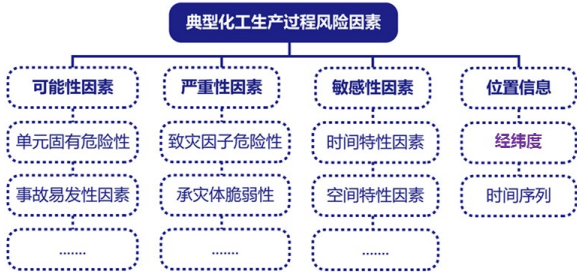 典型化工生产过程风险因素
可能性因素
严重性因素
敏感性因素
位置信息
单元固有危险性
致灾因子危险性
时间特性因素
经纬度
事故易发性因素
承灾体脆弱性
空间特性因素
时间序列
.......
.......
.......